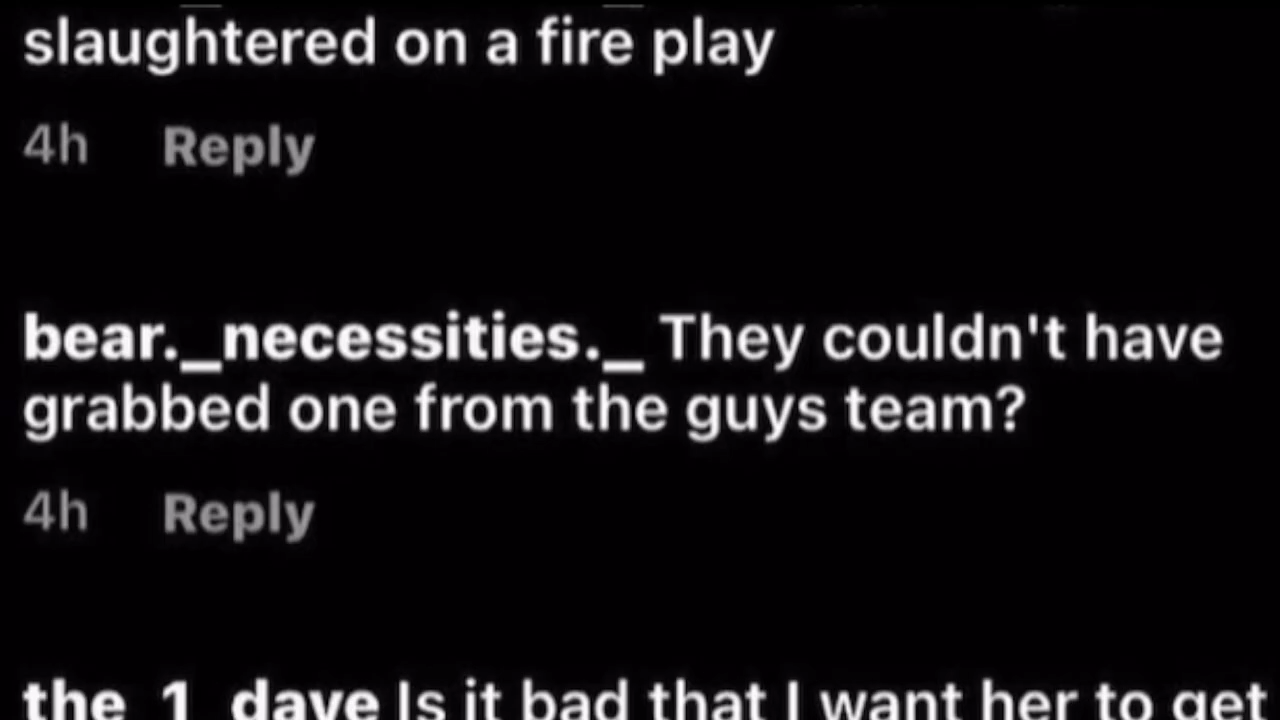 slaughtered on a fire play
4h Reply
bear._necessities._ They couldn't have
grabbed one from the guys team?
4h Reply
the_1_dave Is it bad that I want her to get